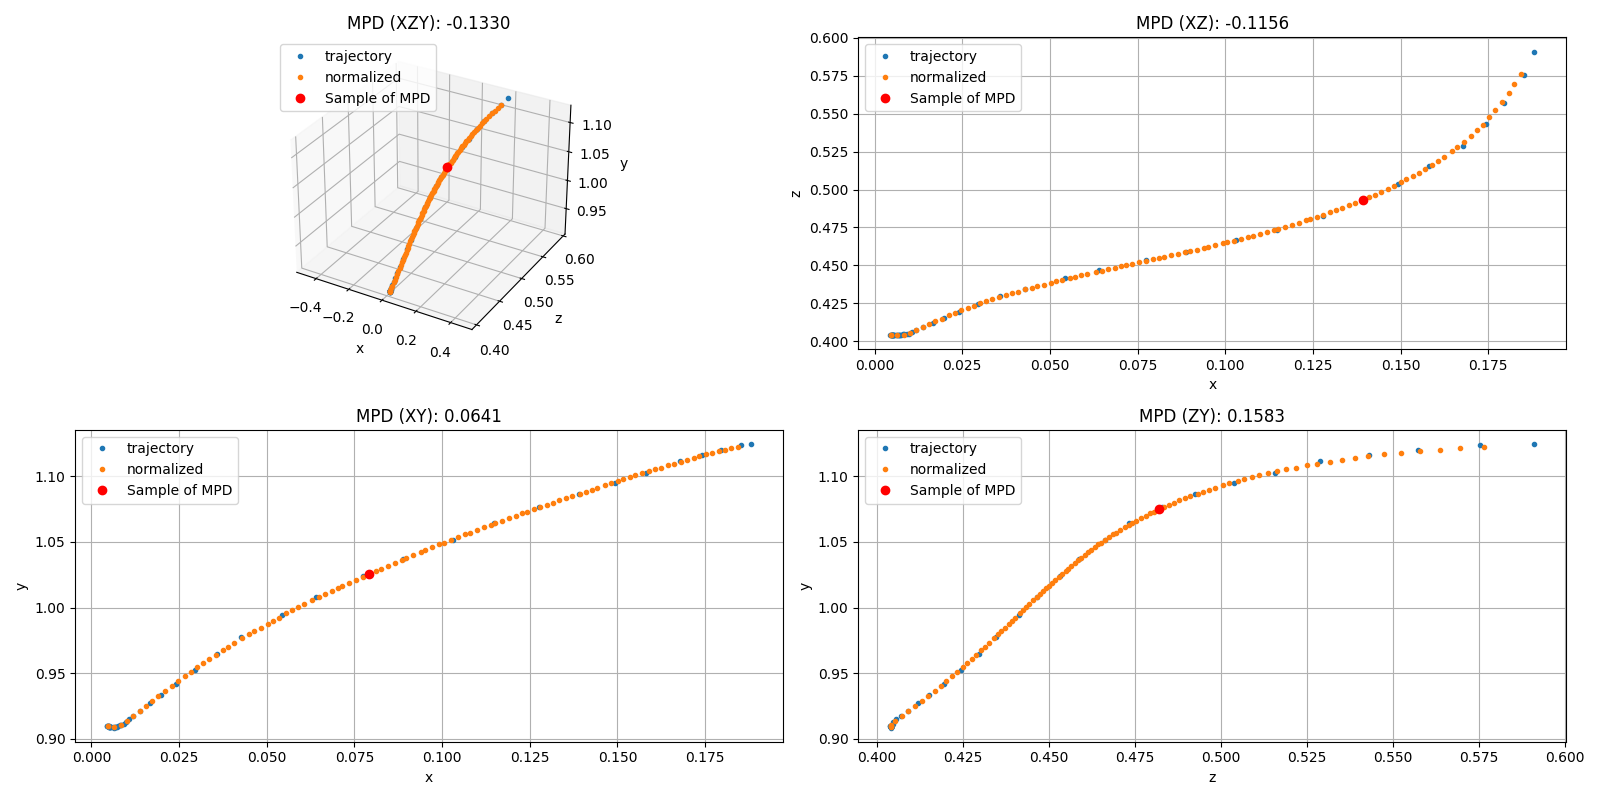 MPD (XZY): -0.1330
trajectory
normalized
Sample of MPD
1.10
1.05
1.00
0.95
y
0.60
0.55
0.50
0.45
0.40
z
−0.4
−0.2
0.0
0.2
0.4
x
MPD (XZ): -0.1156
trajectory
normalized
Sample of MPD
0.600
0.575
0.550
0.525
0.500
0.475
0.450
0.425
0.400
z
0.000 0.025 0.050 0.075 0.100 0.125 0.150 0.175
x
MPD (XY): 0.0641
trajectory
normalized
Sample of MPD
1.10
1.05
1.00
0.95
0.90
y
0.000 0.025 0.050 0.075 0.100 0.125 0.150 0.175
x
MPD (ZY): 0.1583
trajectory
normalized
Sample of MPD
1.10
1.05
1.00
0.95
0.90
y
0.400 0.425 0.450 0.475 0.500 0.525 0.550 0.575 0.600
z